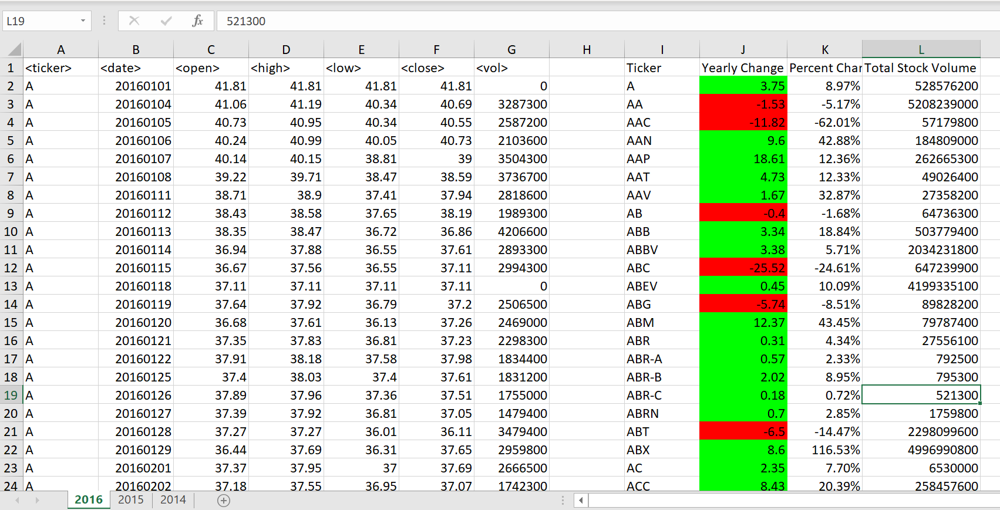 L19 fx 521300
A B C D E F G H I J K L
1 <ticker> <date> <open> <high> <low> <close> <vol> Ticker Yearly Change Percent Char Total Stock Volume
2 A 20160101 41.81 41.81 41.81 41.81 0 A 3.75 8.97% 528576200
3 A 20160104 41.06 41.19 40.34 40.69 3287300 AA -1.53 -5.17% 5208239000
4 A 20160105 40.73 40.95 40.34 40.55 2587200 AAC -11.82 -62.01% 57179800
5 A 20160106 40.24 40.99 40.05 40.73 2103600 AAN 9.6 42.88% 184809000
6 A 20160107 40.14 40.15 38.81 39 3504300 AAP 18.61 12.36% 262665300
7 A 20160108 39.22 39.71 38.47 38.59 3736700 AAT 4.73 12.33% 49026400
8 A 20160111 38.71 38.9 37.41 37.94 2818600 AAV 1.67 32.87% 27358200
9 A 20160112 38.43 38.58 37.65 38.19 1989300 AB -0.4 -1.68% 64736300
10 A 20160113 38.35 38.47 36.72 36.86 4206600 ABB 3.34 18.84% 503779400
11 A 20160114 36.94 37.88 36.55 37.61 2893300 ABBV 3.38 5.71% 2034231800
12 A 20160115 36.67 37.56 36.55 37.11 2994300 ABC -25.52 -24.61% 647239900
13 A 20160118 37.11 37.11 37.11 37.11 0 ABEV 0.45 10.09% 4199335100
14 A 20160119 37.64 37.92 36.79 37.2 2506500 ABG -5.74 -8.51% 89828200
15 A 20160120 36.68 37.61 36.13 37.26 2469000 ABM 12.37 43.45% 79787400
16 A 20160121 37.35 37.83 36.81 37.23 2298300 ABR 0.31 4.34% 27556100
17 A 20160122 37.91 38.18 37.58 37.98 1834400 ABR-A 0.57 2.33% 792500
18 A 20160125 37.4 38.03 37.4 37.61 1831200 ABR-B 2.02 8.95% 795300
19 A 20160126 37.89 37.96 37.36 37.51 1755000 ABR-C 0.18 0.72% 521300
20 A 20160127 37.39 37.92 36.81 37.05 1479400 ABRN 0.7 2.85% 1759800
21 A 20160128 37.27 37.27 36.01 36.11 3479400 ABT -6.5 -14.47% 2298099600
22 A 20160129 36.44 37.69 36.31 37.65 2959800 ABX 8.6 116.53% 4996990800
23 A 20160201 37.37 37.95 37 37.69 2666500 AC 2.35 7.70% 6530000
24 A 20160202 37.18 37.55 36.95 37.07 1742300 ACC 8.43 20.39% 258457600
2016 2015 2014